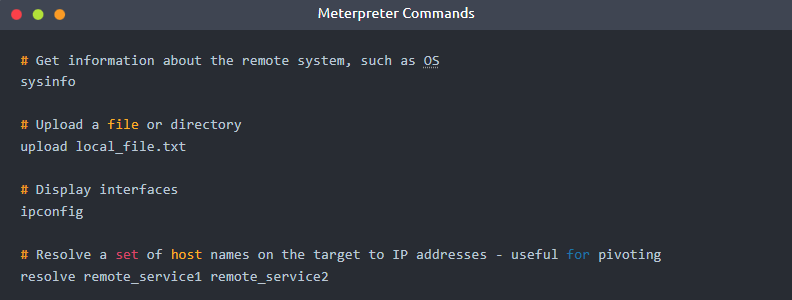 Meterpreter Commands
# Get information about the remote system, such as OS
sysinfo
# Upload a file or directory
upload local_file.txt
# Display interfaces
ipconfig
# Resolve a set of host names on the target to IP addresses - useful for pivoting
resolve remote_service1 remote_service2